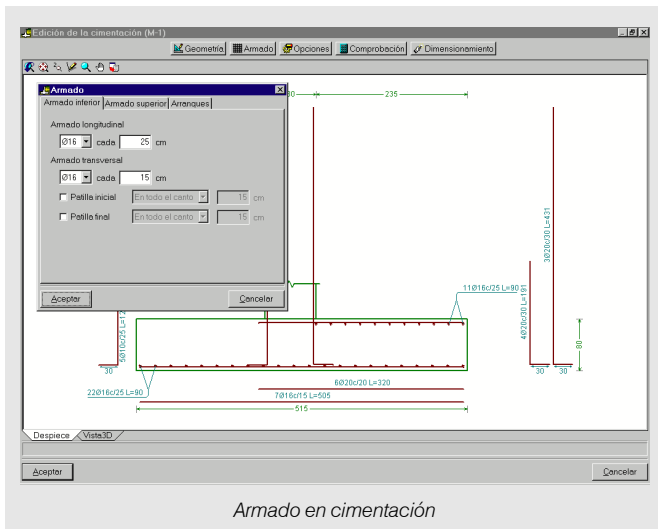 Edición de la cimentación (M-1)
Geometría Armado Opciones Comprobación Dimensionamiento
Armado
Armado inferior Armado superior Arranques
Armado longitudinal
Ø16 cada 25 cm
Armado transversal
Ø16 cada 15 cm
Patilla inicial En todo el canto 15 cm
Patilla final En todo el canto 15 cm
Aceptar Cancelar
235
3Ø20c/30 L=431
4Ø20c/30 L=191
11Ø16c/25 L=90
5Ø10c/25
80
30
30
30
6Ø20c/20 L=320
22Ø16c/25 L=90
7Ø16c/15 L=505
515
Despiece Vista3D
Aceptar Cancelar
Armado en cimentación